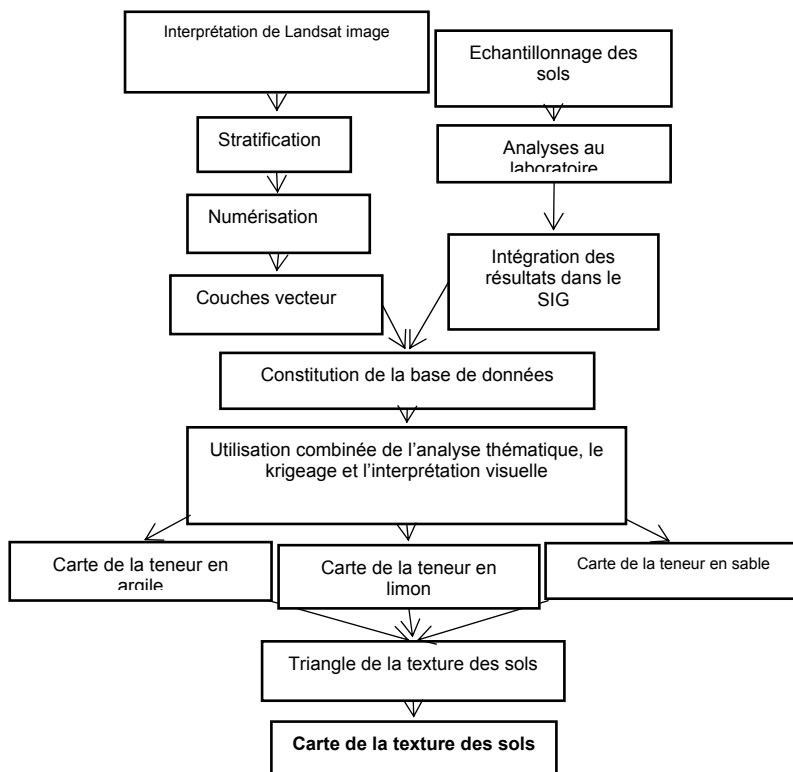 Interprétation de Landsat image
Echantillonnage des
sols
Stratification
Analyses au
laboratoire
Numérisation
Intégration des
résultats dans le
SIG
Couches vecteur
Constitution de la base de données
Utilisation combinée de l'analyse thématique, le
krigeage et l'interprétation visuelle
Carte de la teneur en
argile
Carte de la teneur en
limon
Carte de la teneur en sable
Triangle de la texture des sols
Carte de la texture des sols